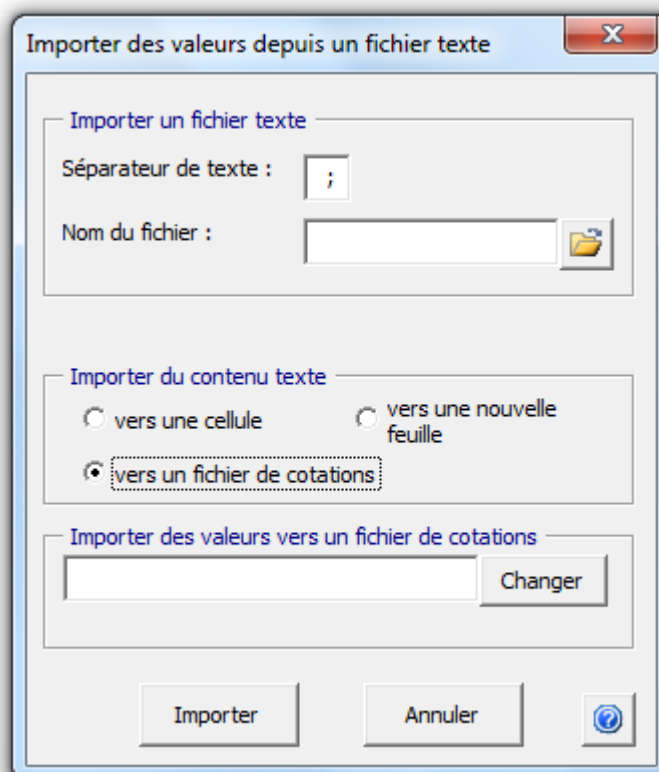 Importer des valeurs depuis un fichier texte
Importer un fichier texte
Séparateur de texte :
;
Nom du fichier :
Importer du contenu texte
vers une cellule
vers une nouvelle
feuille
vers un fichier de cotations
Importer des valeurs vers un fichier de cotations
Changer
Importer
Annuler
?